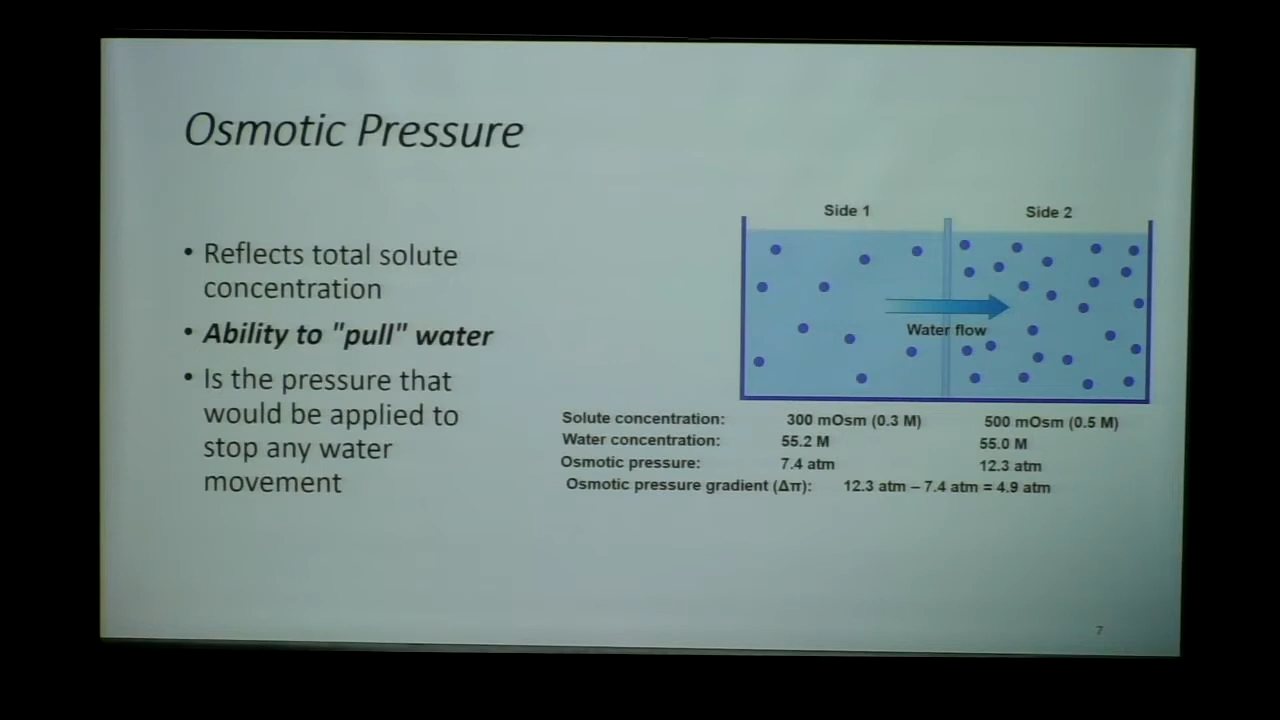 Osmotic Pressure
• Reflects total solute
concentration
• Ability to "pull" water
• Is the pressure that
would be applied to
stop any water
movement
Side 1 Side 2
Water flow
Solute concentration: 300 mOsm (0.3 M) 500 mOsm (0.5 M)
Water concentration: 55.2 M 55.0 M
Osmotic pressure: 7.4 atm 12.3 atm
Osmotic pressure gradient (Δπ): 12.3 atm – 7.4 atm = 4.9 atm
7